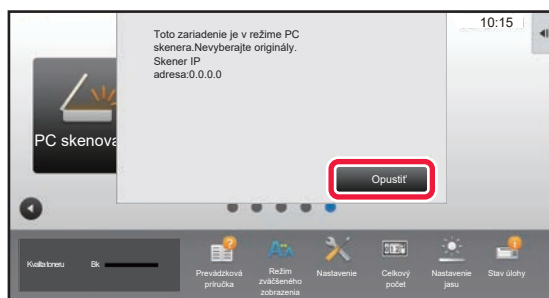 Toto zariadenie je v režime PC
skenera.Nevyberajte originály.
Skener IP
adresa:0.0.0.0
10:15
PC skenova
Opustiť
Kvalita toneru Bk
Prevádzková
príručka
Režim
zväčšeného
zobrazenia
Nastavenie
Celkový
počet
Nastavenie
jasu
Stav úlohy